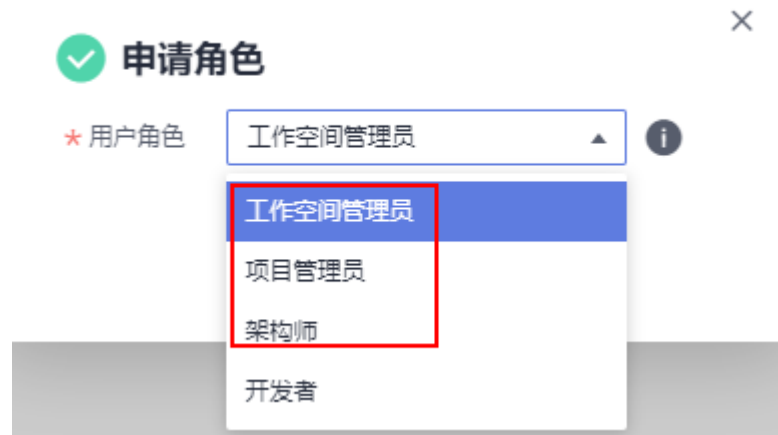 申请角色
* 用户角色 工作空间管理员
工作空间管理员
项目管理员
架构师
开发者